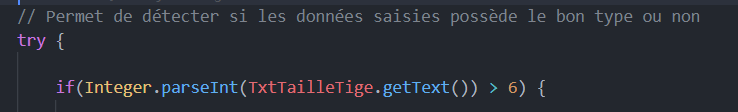 // Permet de détecter si les données saisies possède le bon type ou non
try {
if(Integer.parseInt(TxtTailleTige.getText()) > 6) {